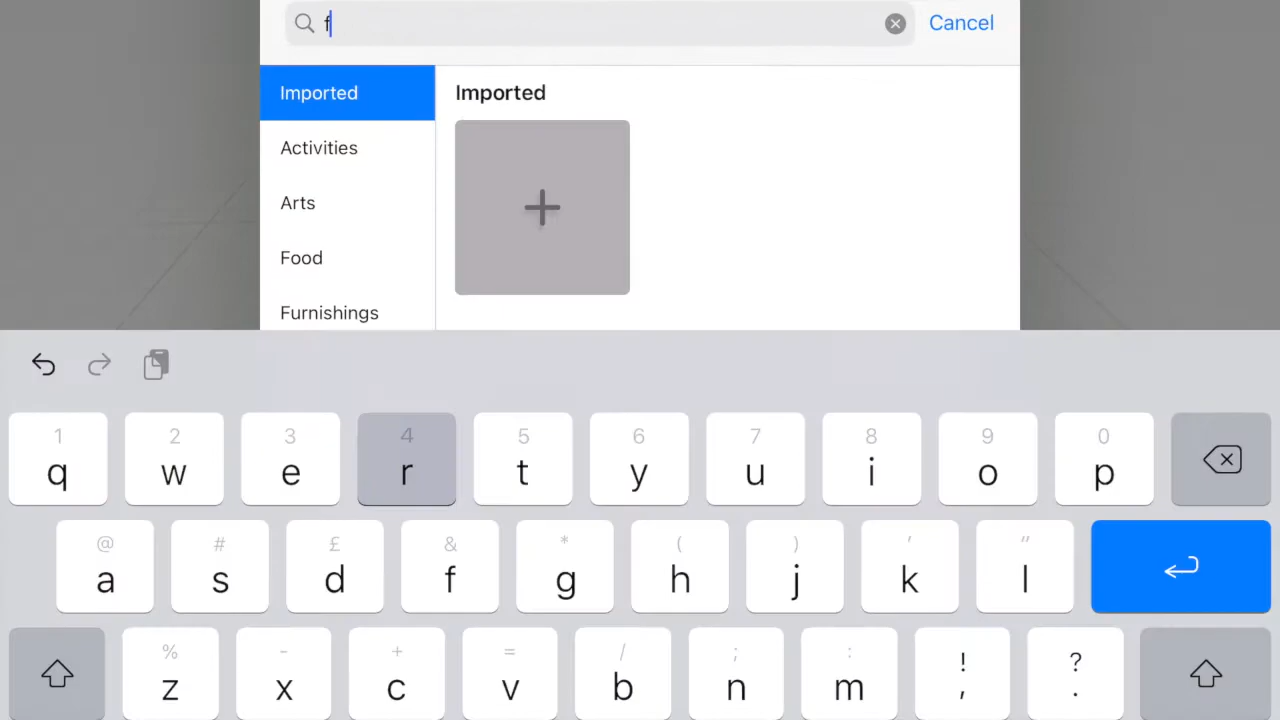 f
Cancel
Imported
Imported
Activities
Arts
Food
Furnishings
1 2 3 4 5 6 7 8 9 0
q w e r t y u i o p
@ # £ & * ( ) ' "
a s d f g h j k l
% - + = / ; : ! ?
z x c v b n m , .